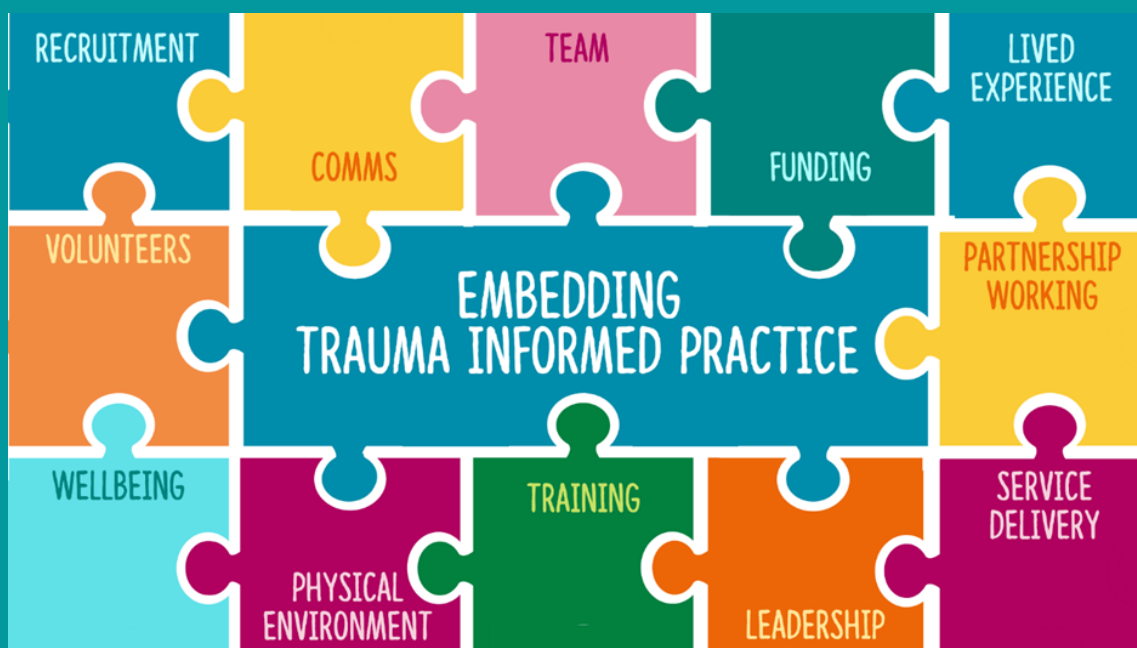 RECRUITMENT
COMMS
TEAM
FUNDING
LIVED
EXPERIENCE
VOLUNTEERS
EMBEDDING
TRAUMA INFORMED PRACTICE
PARTNERSHIP
WORKING
WELLBEING
PHYSICAL
ENVIRONMENT
TRAINING
LEADERSHIP
SERVICE
DELIVERY